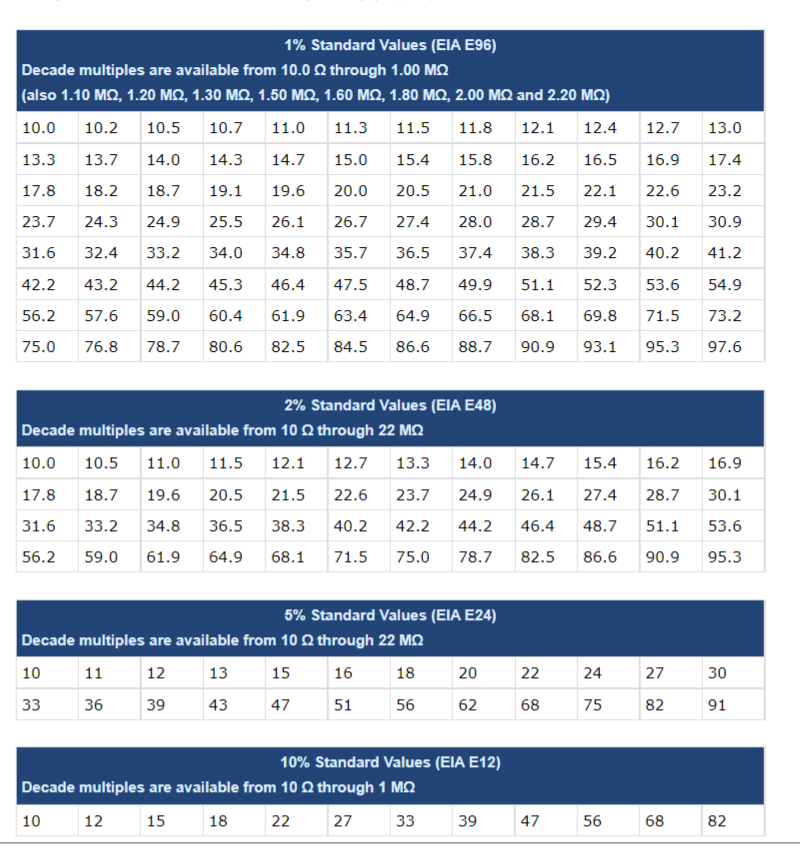 1% Standard Values (EIA E96)
Decade multiples are available from 10.0 Ω through 1.00 MΩ
(also 1.10 MΩ, 1.20 MΩ, 1.30 MΩ, 1.50 MΩ, 1.60 MΩ, 1.80 MΩ, 2.00 MΩ and 2.20 MΩ)
10.0 10.2 10.5 10.7 11.0 11.3 11.5 11.8 12.1 12.4 12.7 13.0
13.3 13.7 14.0 14.3 14.7 15.0 15.4 15.8 16.2 16.5 16.9 17.4
17.8 18.2 18.7 19.1 19.6 20.0 20.5 21.0 21.5 22.1 22.6 23.2
23.7 24.3 24.9 25.5 26.1 26.7 27.4 28.0 28.7 29.4 30.1 30.9
31.6 32.4 33.2 34.0 34.8 35.7 36.5 37.4 38.3 39.2 40.2 41.2
42.2 43.2 44.2 45.3 46.4 47.5 48.7 49.9 51.1 52.3 53.6 54.9
56.2 57.6 59.0 60.4 61.9 63.4 64.9 66.5 68.1 69.8 71.5 73.2
75.0 76.8 78.7 80.6 82.5 84.5 86.6 88.7 90.9 93.1 95.3 97.6
2% Standard Values (EIA E48)
Decade multiples are available from 10 Ω through 22 MΩ
10.0 10.5 11.0 11.5 12.1 12.7 13.3 14.0 14.7 15.4 16.2 16.9
17.8 18.7 19.6 20.5 21.5 22.6 23.7 24.9 26.1 27.4 28.7 30.1
31.6 33.2 34.8 36.5 38.3 40.2 42.2 44.2 46.4 48.7 51.1 53.6
56.2 59.0 61.9 64.9 68.1 71.5 75.0 78.7 82.5 86.6 90.9 95.3
5% Standard Values (EIA E24)
Decade multiples are available from 10 Ω through 22 MΩ
10 11 12 13 15 16 18 20 22 24 27 30
33 36 39 43 47 51 56 62 68 75 82 91
10% Standard Values (EIA E12)
Decade multiples are available from 10 Ω through 1 MΩ
10 12 15 18 22 27 33 39 47 56 68 82